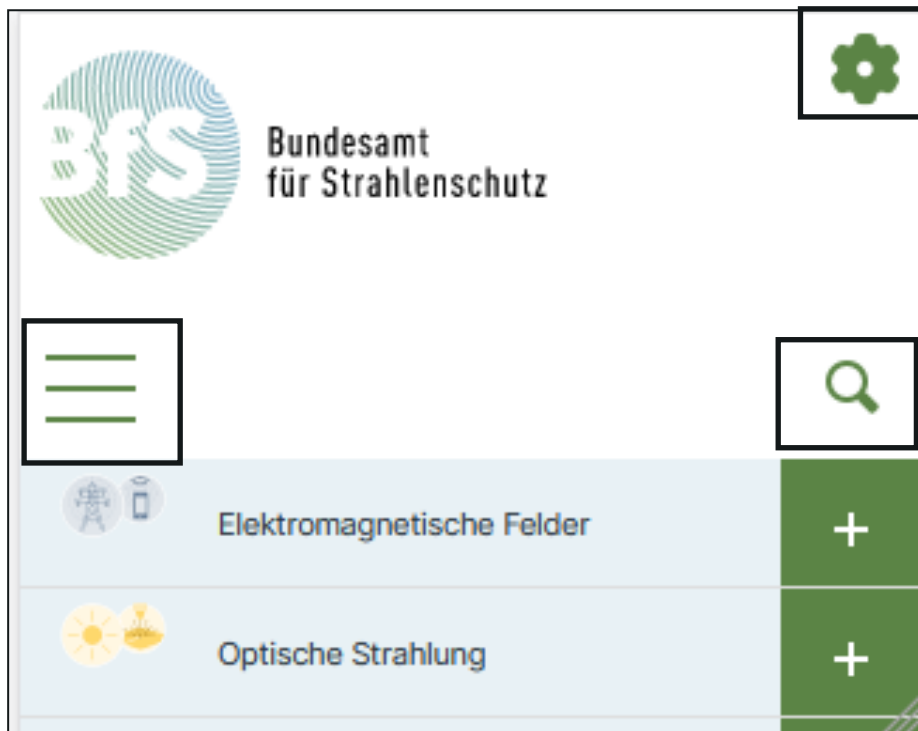 BfS
Bundesamt
für Strahlenschutz
Elektromagnetische Felder
+
Optische Strahlung
+